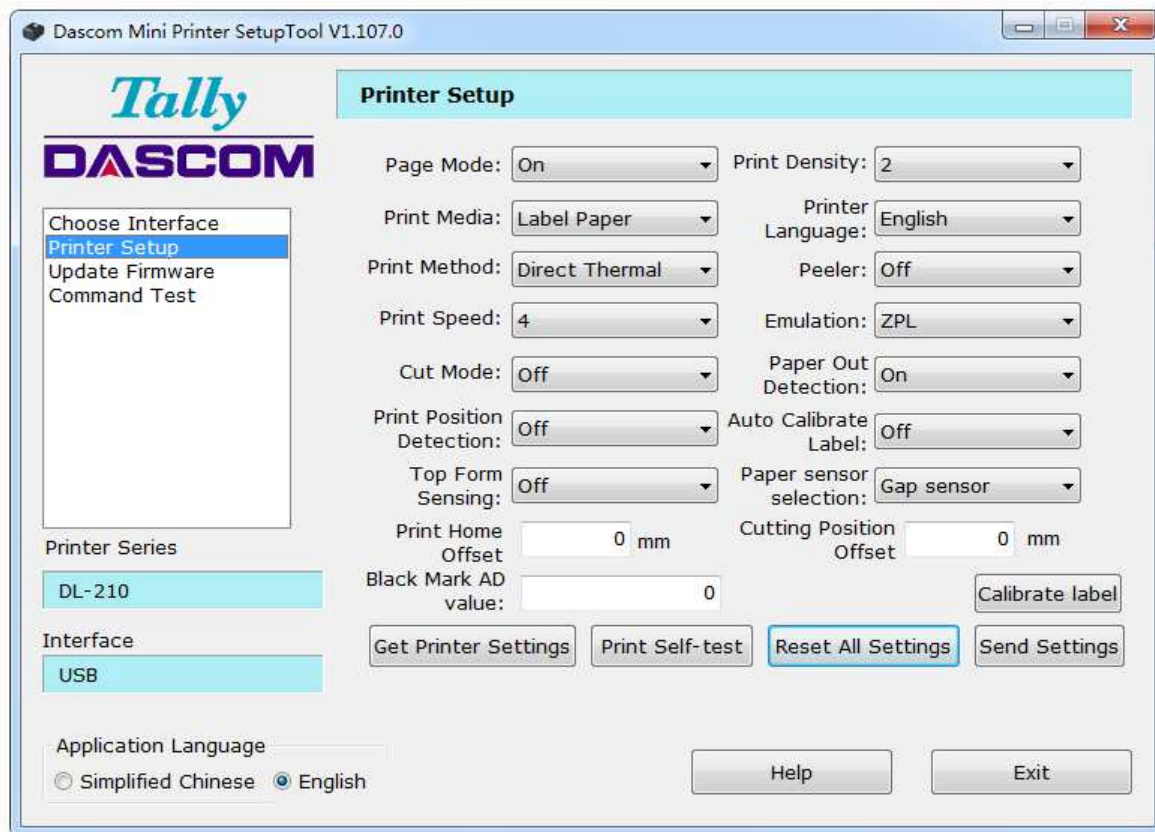 Dascom Mini Printer SetupTool V1.107.0
Tally
DASCOM
Choose Interface
Printer Setup
Update Firmware
Command Test
Printer Series
DL-210
Interface
USB
Application Language
Simplified Chinese English
Printer Setup
Page Mode: On Print Density: 2
Print Media: Label Paper Printer
Language: English
Print Method: Direct Thermal Peeler: Off
Print Speed: 4 Emulation: ZPL
Cut Mode: Off Paper Out
Detection: On
Print Position
Detection: Off Auto Calibrate
Label: Off
Top Form
Sensing: Off Paper sensor
selection: Gap sensor
Print Home
Offset 0 mm Cutting Position
Offset 0 mm
Black Mark AD
value: 0 Calibrate label
Get Printer Settings Print Self-test Reset All Settings Send Settings
Help Exit